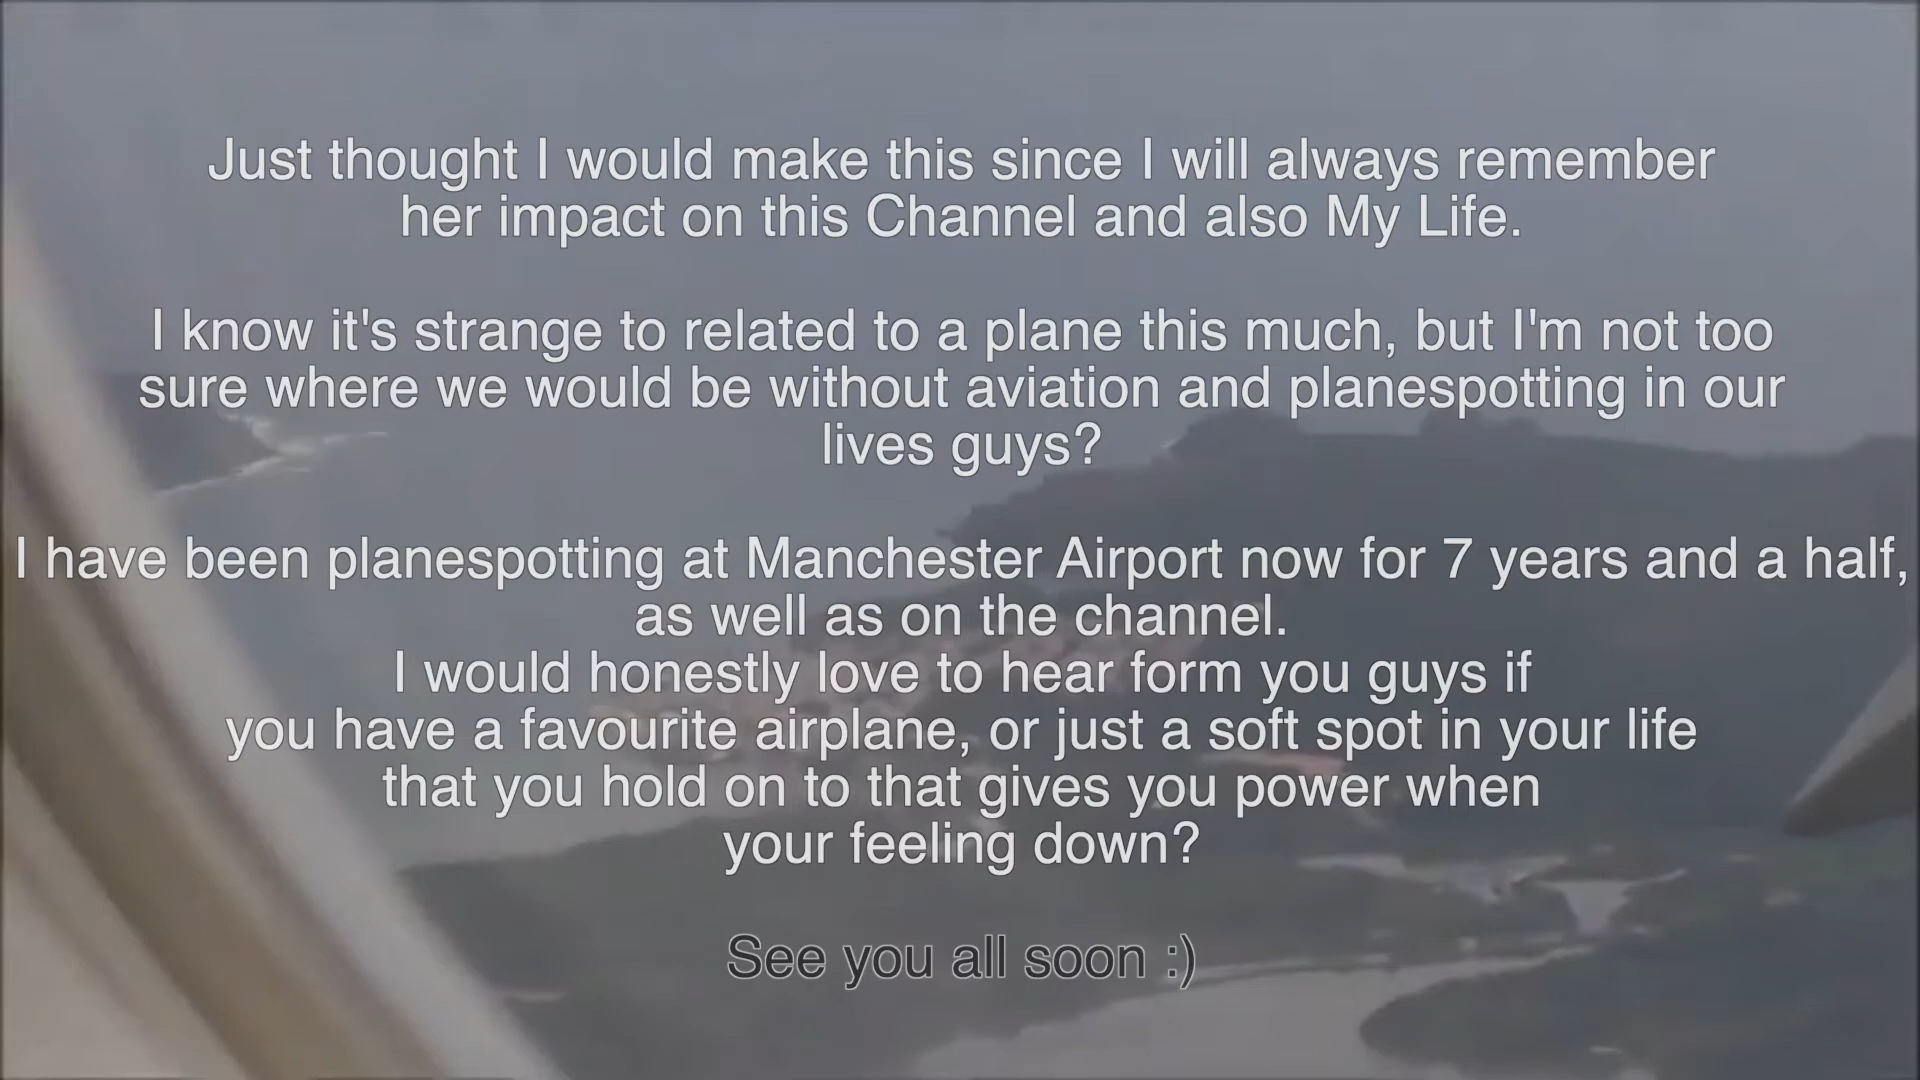 Just thought I would make this since I will always remember
her impact on this Channel and also My Life.
I know it's strange to related to a plane this much, but I'm not too
sure where we would be without aviation and planespotting in our
lives guys?
I have been planespotting at Manchester Airport now for 7 years and a half,
as well as on the channel.
I would honestly love to hear form you guys if
you have a favourite airplane, or just a soft spot in your life
that you hold on to that gives you power when
your feeling down?
See you all soon :)